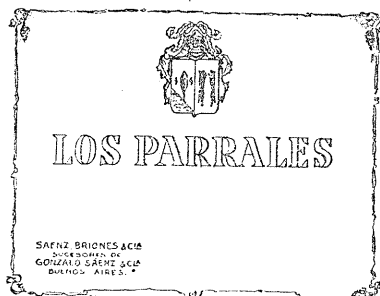 LOS PARRALES
SAENZ, BRIONES & CIA
SUCESORES DE
GONZALO SAENZ & CIA
BUENOS AIRES.